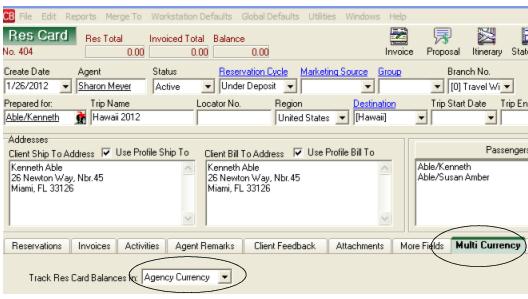 CB File Edit Reports Merge To Workstation Defaults Global Defaults Utilities Windows Help
Res Card Res Total Invoiced Total Balance
No. 404 0.00 0.00 0.00 Invoice Proposal Itinerary
Create Date Agent Status Reservation Cycle Marketing Source Group Branch No.
1/26/2012 Sharon Meyer Active Under Deposit [0] Travel Wi
Prepared for: Trip Name Locator No. Region Destination Trip Start Date Trip En
Able/Kenneth Hawaii 2012 United States [Hawaii]
Addresses
Client Ship To Address Use Profile Ship To Client Bill To Address Use Profile Bill To Passengers
Kenneth Able Kenneth Able Able/Kenneth
26 Newton Way, Nbr.45 26 Newton Way, Nbr.45 Able/Susan Amber
Miami, FL 33126 Miami, FL 33126
Reservations Invoices Activities Agent Remarks Client Feedback Attachments More Fields Multi Currency
Track Res Card Balances In: Agency Currency